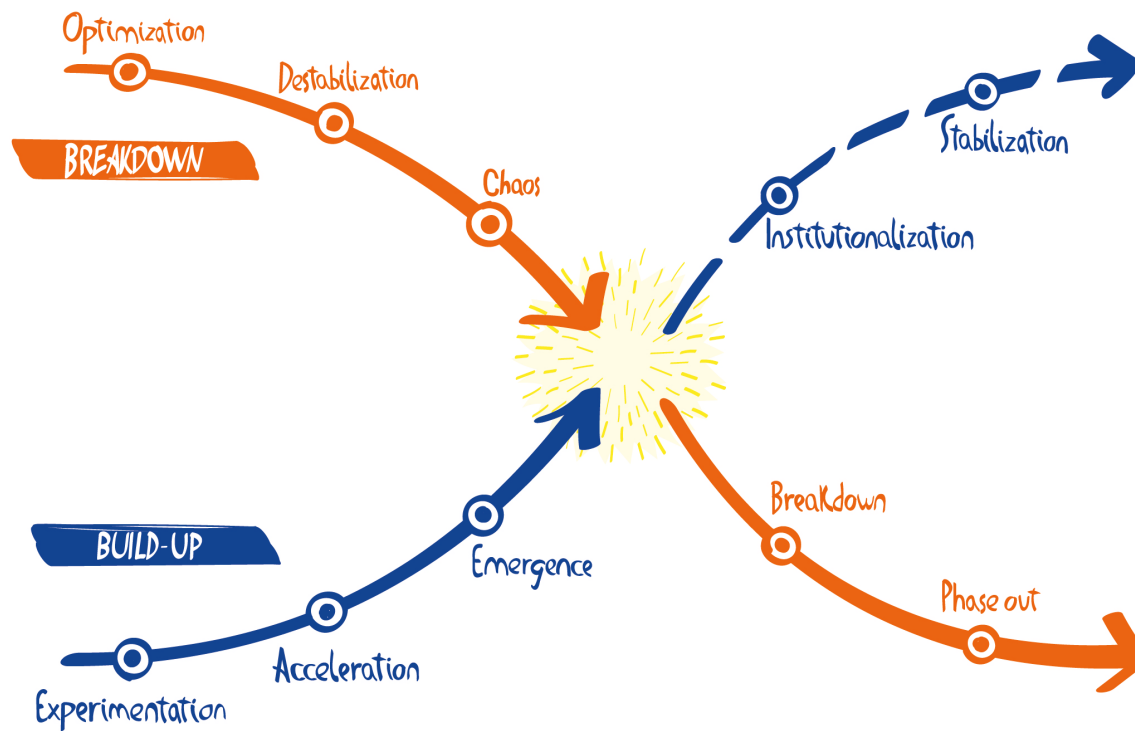 Optimization
Destabilization
BREAKDOWN
Chaos
Stabilization
Institutionalization
BUILD-UP
Emergence
Acceleration
Experimentation
Breakdown
Phase out